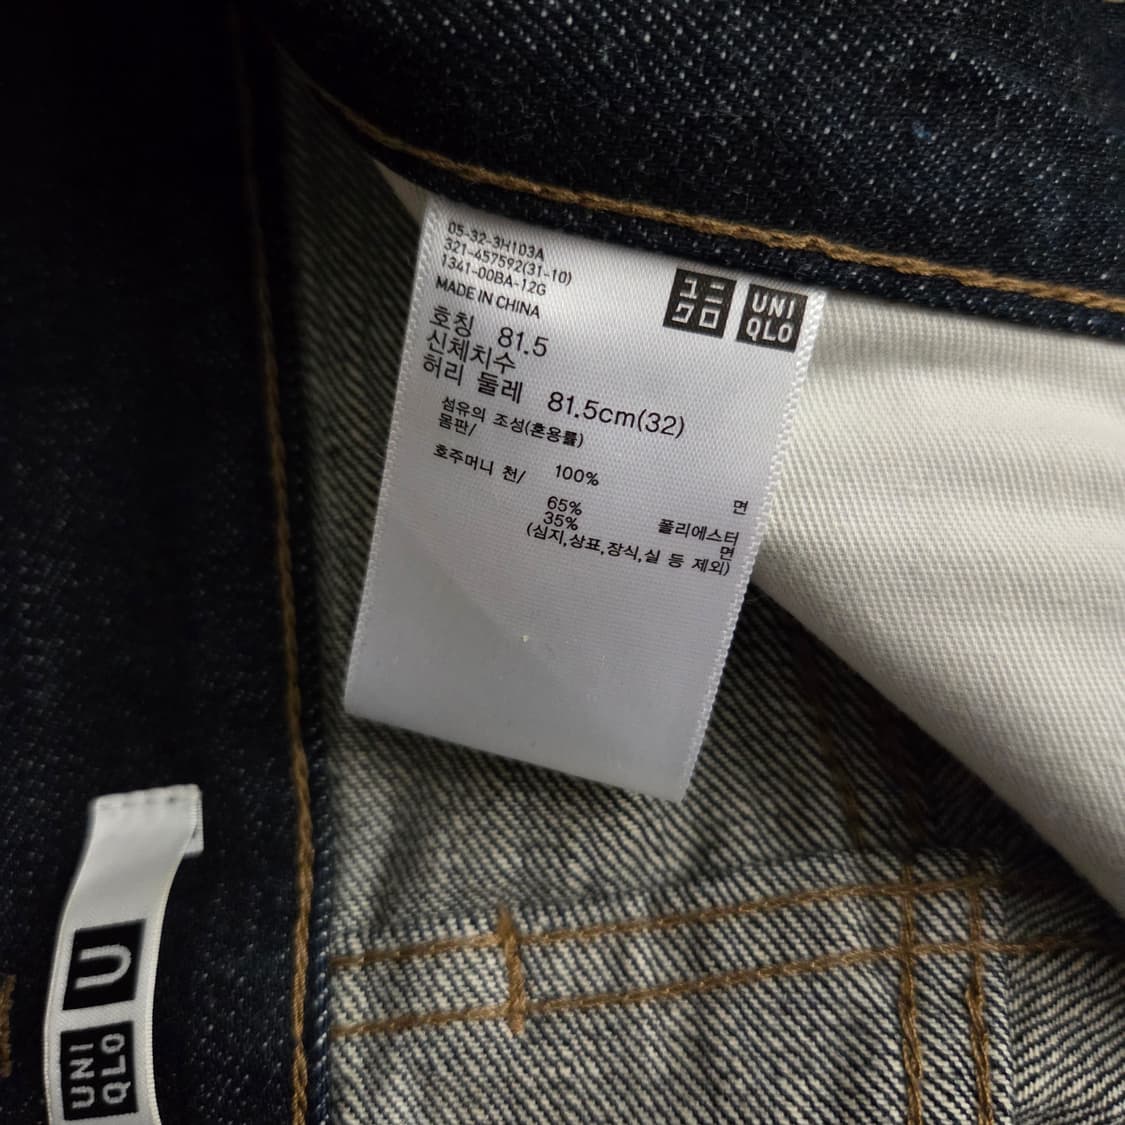 05-32-3H103A
321-457592(31-10)
1341-00BA-12G
MADE IN CHINA
ユニ
クロ
UNI
QLO
호칭 81.5
신체치수
허리 둘레 81.5cm(32)
섬유의 조성(혼용률)
몸판/
100% 면
호주머니 천/
65% 폴리에스터
35% 면
(심지,상표,장식,실 등 제외)
U
UNI
QLO